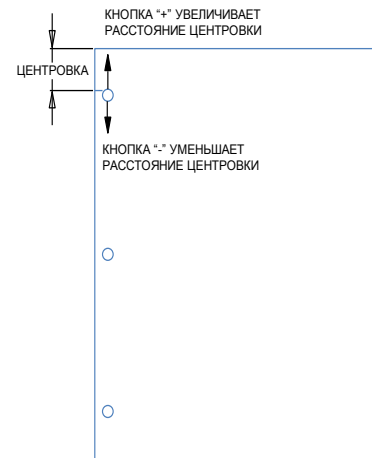 КНОПКА “+” УВЕЛИЧИВАЕТ
РАССТОЯНИЕ ЦЕНТРОВКИ
ЦЕНТРОВКА
КНОПКА “-” УМЕНЬШАЕТ
РАССТОЯНИЕ ЦЕНТРОВКИ